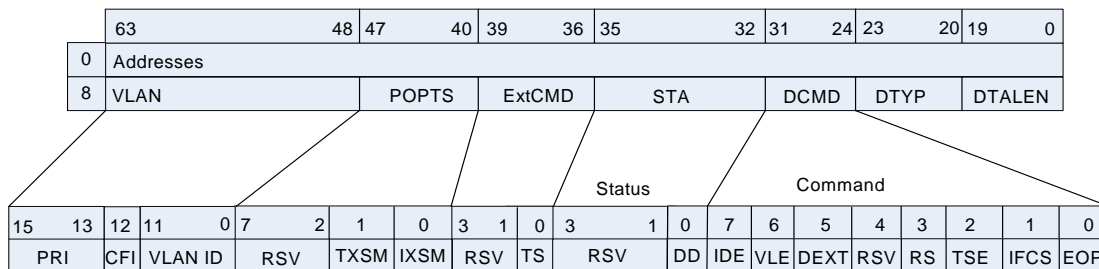 63 48 47 40 39 36 35 32 31 24 23 20 19 0
0 Addresses
8 VLAN POPTS ExtCMD STA DCMD DTYP DTALEN
Status Command
15 13 12 11 0 7 2 1 0 3 1 0 3 1 0 7 6 5 4 3 2 1 0
PRI CFI VLAN ID RSV TXSM IXSM RSV TS RSV DD IDE VLE DEXT RSV RS TSE IFCS EOP